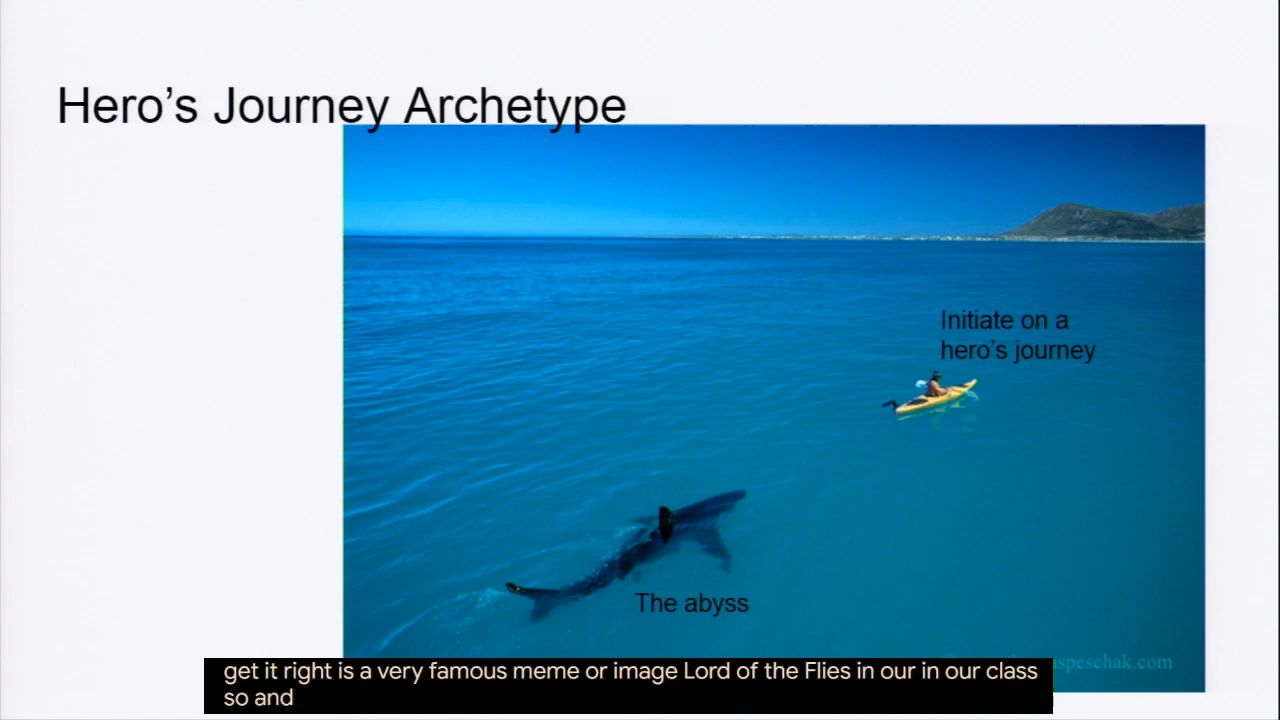 Hero’s Journey Archetype
Initiate on a
hero’s journey
The abyss
get it right is a very famous meme or image Lord of the Flies in our in our class
so and